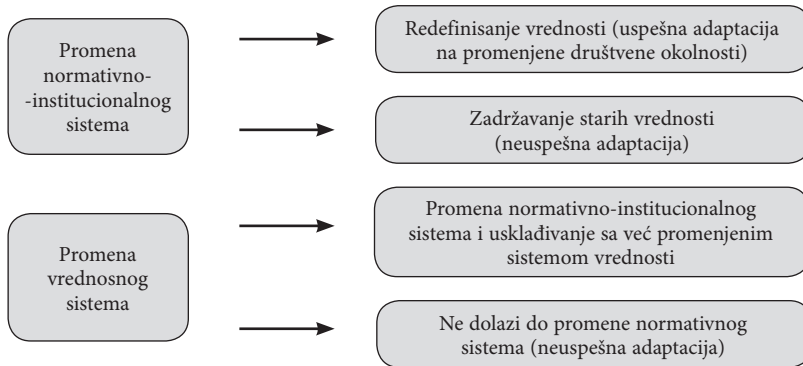 Promena
normativno-
-institucionalnog
sistema
Redefinisanje vrednosti (uspešna adaptacija
na promenjene društvene okolnosti)
Zadržavanje starih vrednosti
(neuspešna adaptacija)
Promena
vrednosnog
sistema
Promena normativno-institucionalnog
sistema i usklađivanje sa već promenjenim
sistemom vrednosti
Ne dolazi do promene normativnog
sistema (neuspešna adaptacija)